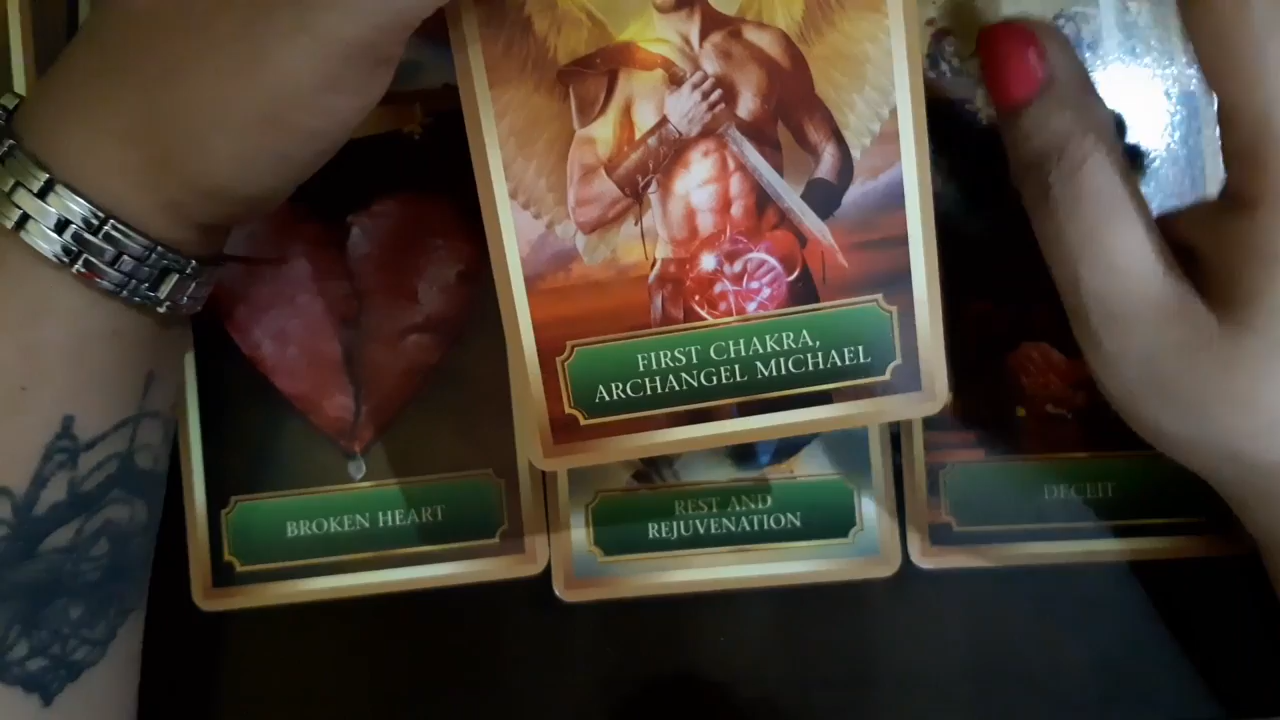 FIRST CHAKRA,
ARCHANGEL MICHAEL
BROKEN HEART
REST AND
REJUVENATION
DECEIT